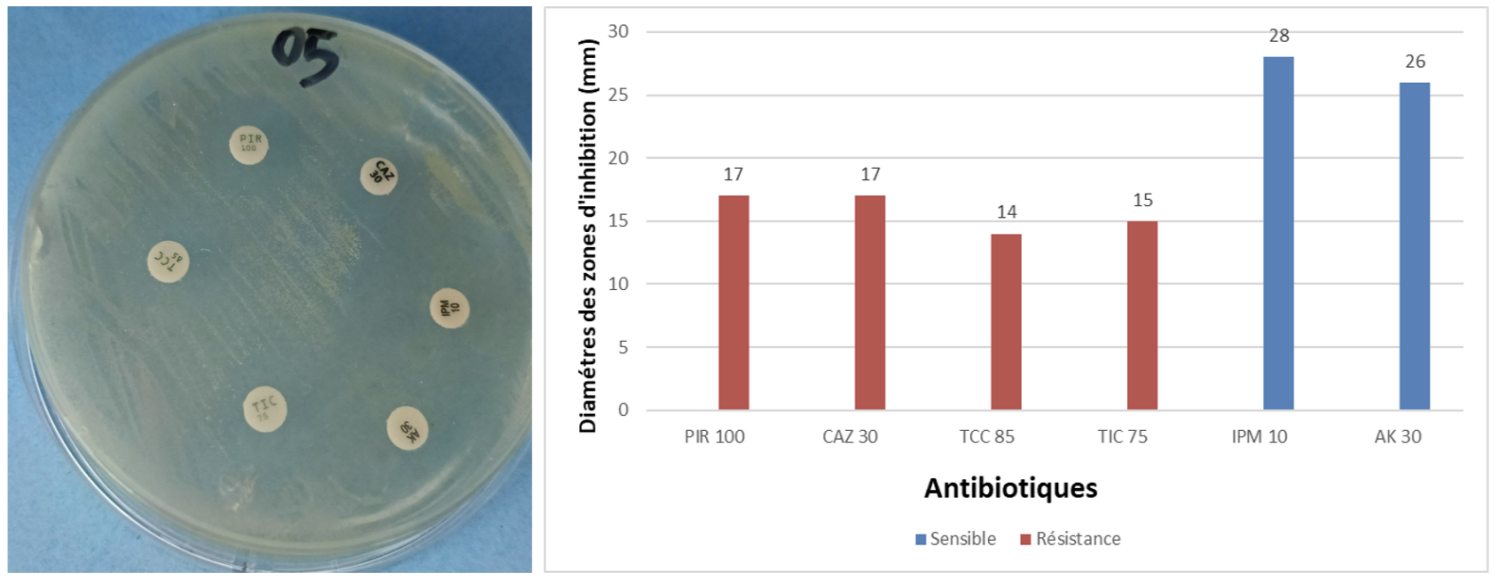 05
PIR
100
CAZ
30
TCC
85
IPM
10
TIC
75
AK
30
Diamétres des zones d'inhibition (mm)
30
25
20
15
10
5
0
17
17
14
15
28
26
PIR 100
CAZ 30
TCC 85
TIC 75
IPM 10
AK 30
Antibiotiques
Sensible
Résistance